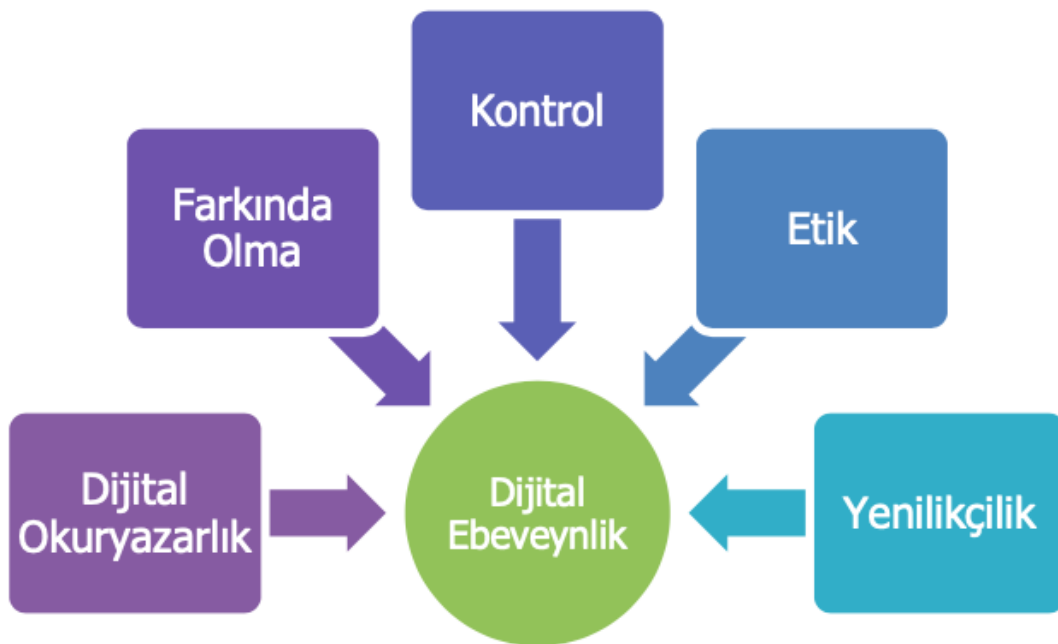 Kontrol
Farkında
Olma
Etik
Dijital
Okuryazarlık
Dijital
Ebeveynlik
Yenilikçilik